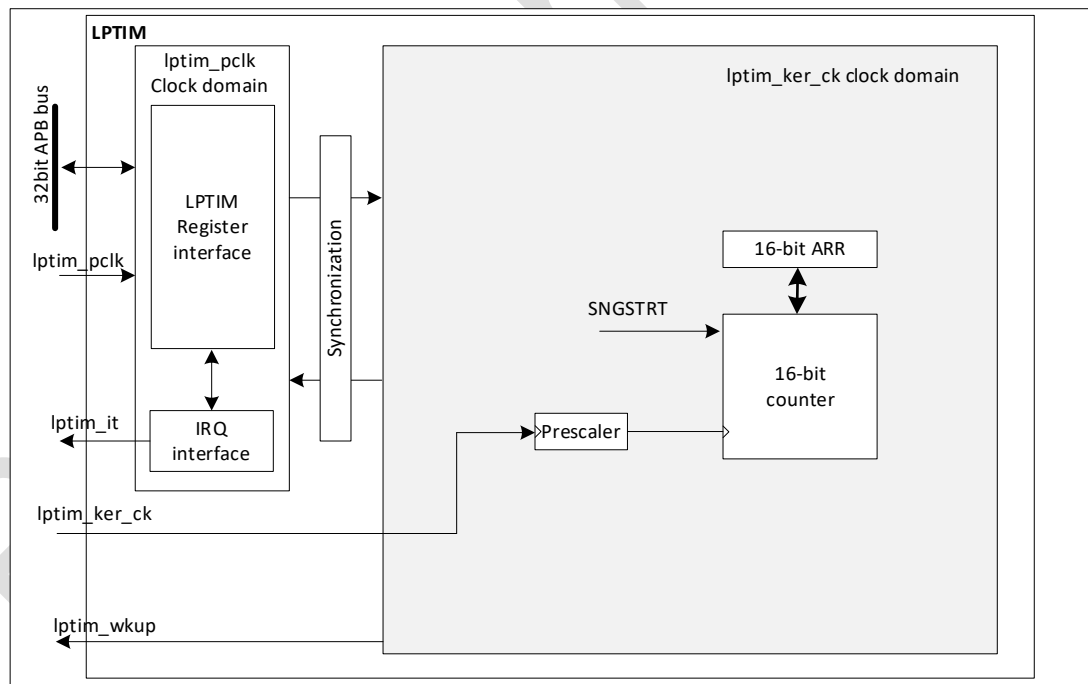 LPTIM
lptim_pclk
Clock domain
lptim_ker_ck clock domain
32bit APB bus
LPTIM
Register
interface
Synchronization
16-bit ARR
lptim_pclk
SNGSTRT
16-bit
counter
lptim_it
IRQ
interface
Prescaler
lptim_ker_ck
lptim_wkup